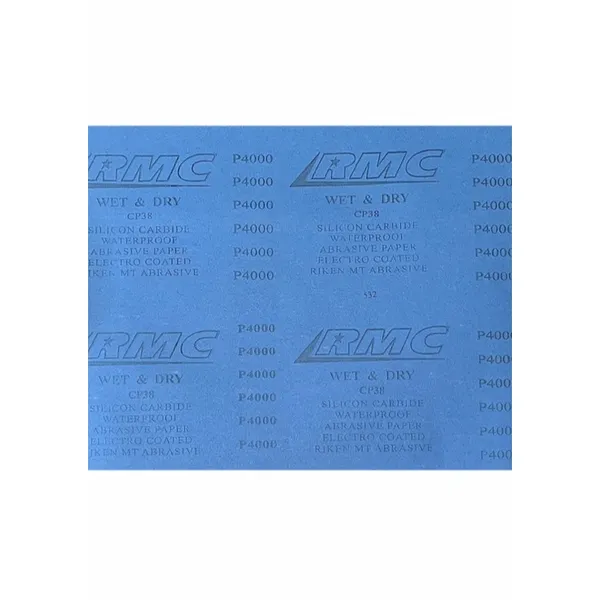 RMC
P4000
P4000
WET & DRY
P4000
CP38
SILICON CARBIDE
P4000
WATERPROOF
ABRASIVE PAPER
ELECTRO COATED
P4000
RIKEN MT ABRASIVE
RMC
P4000
P4000
WET & DRY
P4000
CP38
SILICON CARBIDE
P4000
WATERPROOF
ABRASIVE PAPER
ELECTRO COATED
P4000
RIKEN MT ABRASIVE
RMC
P4000
P4000
WET & DRY
P4000
CP38
SILICON CARBIDE
P4000
WATERPROOF
ABRASIVE PAPER
ELECTRO COATED
P4000
RIKEN MT ABRASIVE
RMC
P4000
P4000
WET & DRY
P4000
CP38
SILICON CARBIDE
P4000
WATERPROOF
ABRASIVE PAPER
ELECTRO COATED
P4000
RIKEN MT ABRASIVE